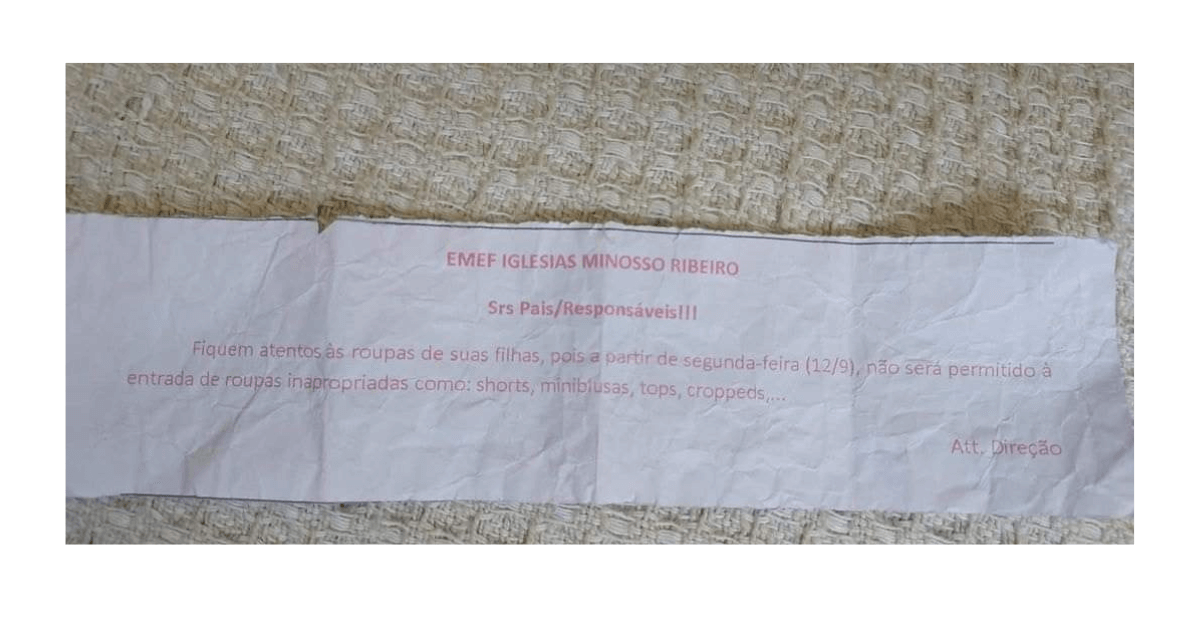 EMEF IGLESIAS MINOSSO RIBEIRO
Srs Pais/Responsáveis!!!
Fiquem atentos às roupas de suas filhas, pois a partir de segunda-feira (12/9), não será permitido à
entrada de roupas inapropriadas como: shorts, miniblusas, tops, croppeds,...
Att. Direção